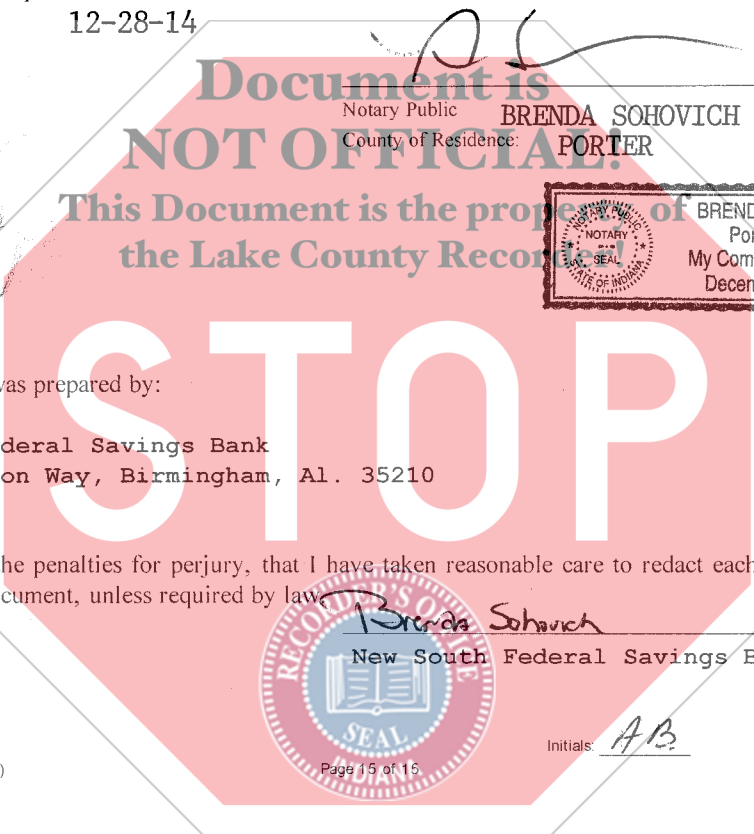 12-28-14
Document is
NOT OFFICIAL!
This Document is the property of
the Lake County Recorder!
Notary Public BRENDA SOHOVICH
County of Residence: PORTER
NOTARY PUBLIC
NOTARY
SEAL
STATE OF INDIANA
BREND
Por
My Com
Decem
STOP
was prepared by:
deral Savings Bank
on Way, Birmingham, Al. 35210
he penalties for perjury, that I have taken reasonable care to redact each
cument, unless required by law.
Brenda Sohovich
New South Federal Savings B
RECORDER'S OFFICE
SEAL
INDIANA
Initials: AB
)
Page 15 of 15